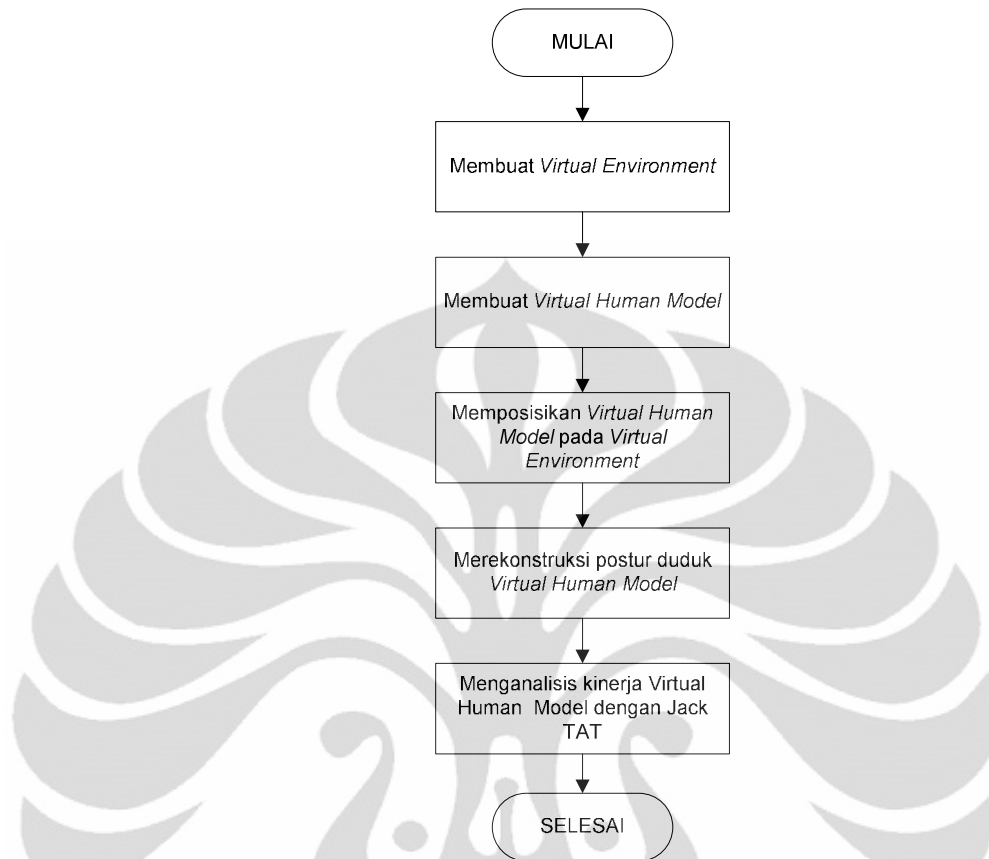 MULAI
Membuat Virtual Environment
Membuat Virtual Human Model
Memposisikan Virtual Human
Model pada Virtual
Environment
Merekonstruksi postur duduk
Virtual Human Model
Menganalisis kinerja Virtual
Human Model dengan Jack
TAT
SELESAI